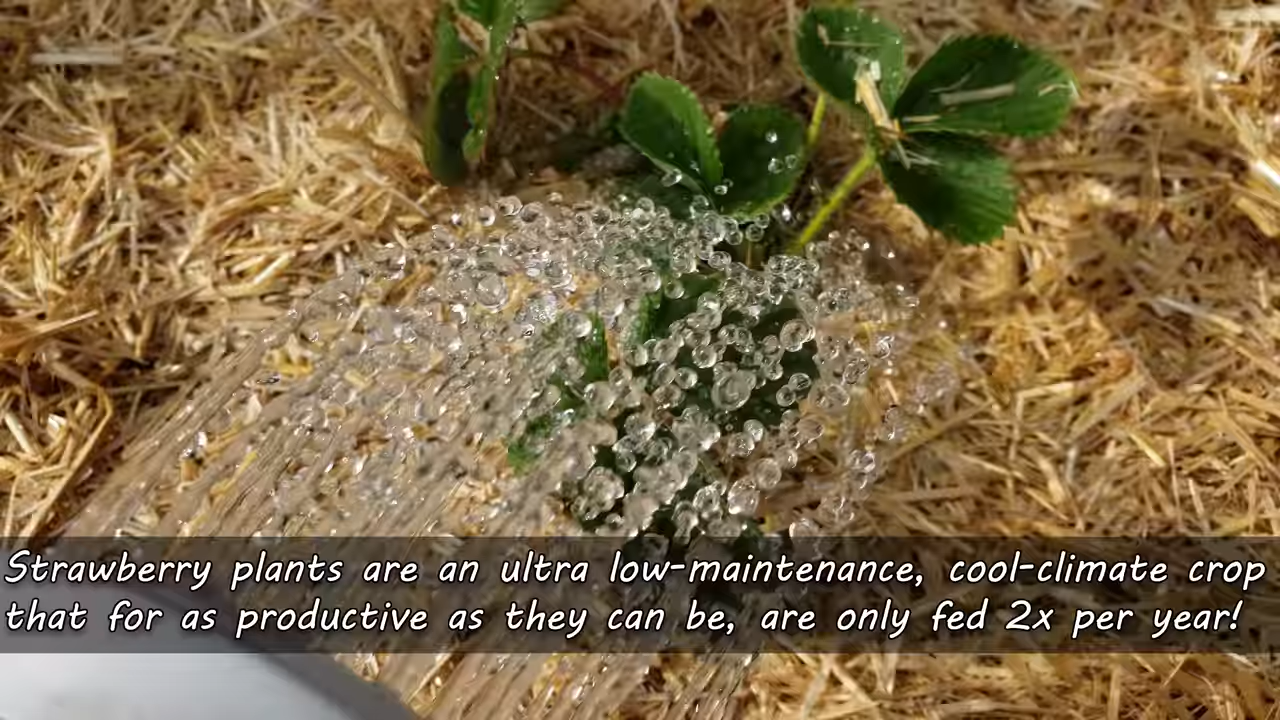 Strawberry plants are an ultra low-maintenance, cool-climate crop
that for as productive as they can be, are only fed 2x per year!